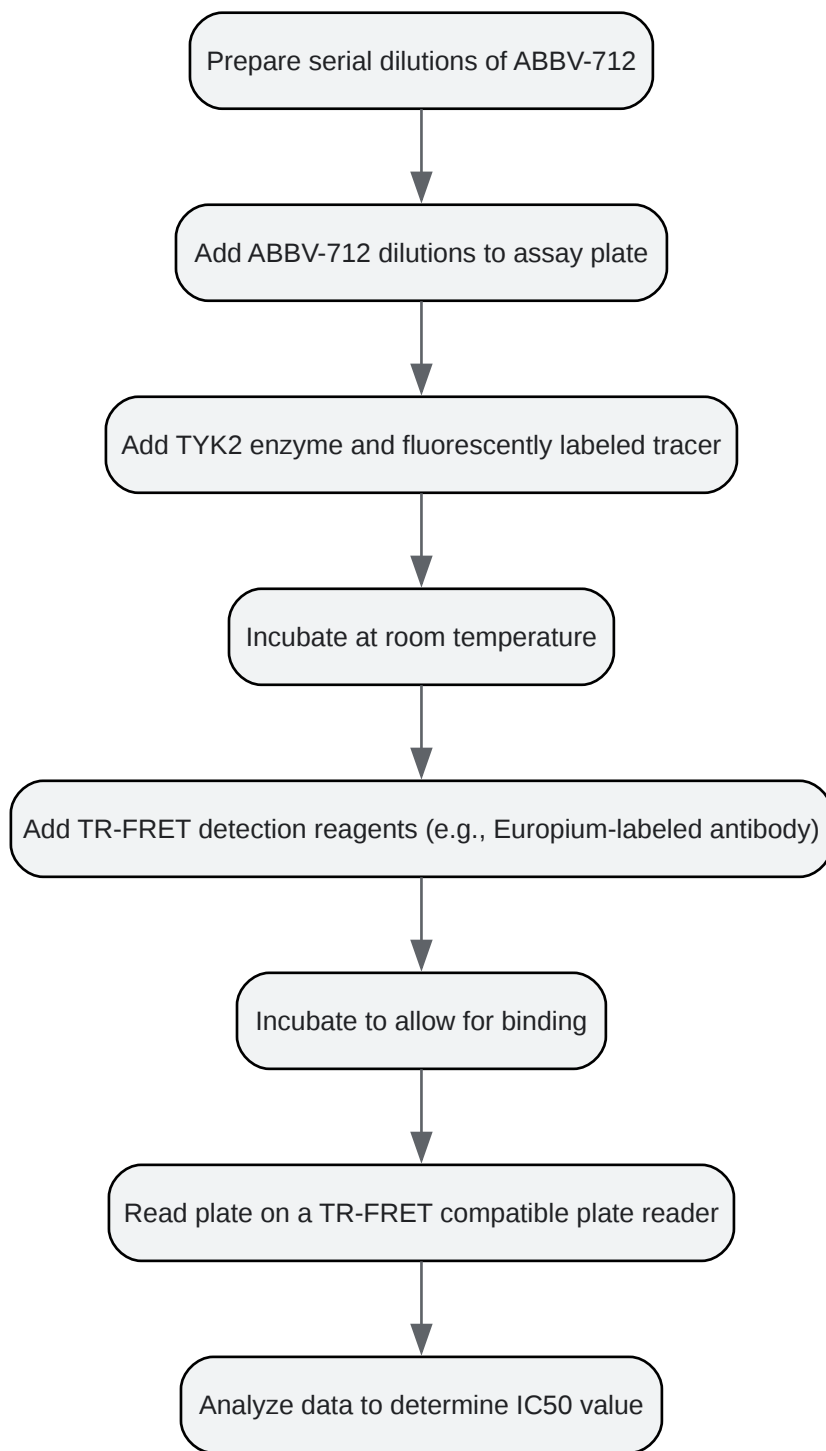 Prepare serial dilutions of ABBV-712
Add ABBV-712 dilutions to assay plate
Add TYK2 enzyme and fluorescently labeled tracer
Incubate at room temperature
Add TR-FRET detection reagents (e.g., Europium-labeled antibody)
Incubate to allow for binding
Read plate on a TR-FRET compatible plate reader
Analyze data to determine IC50 value